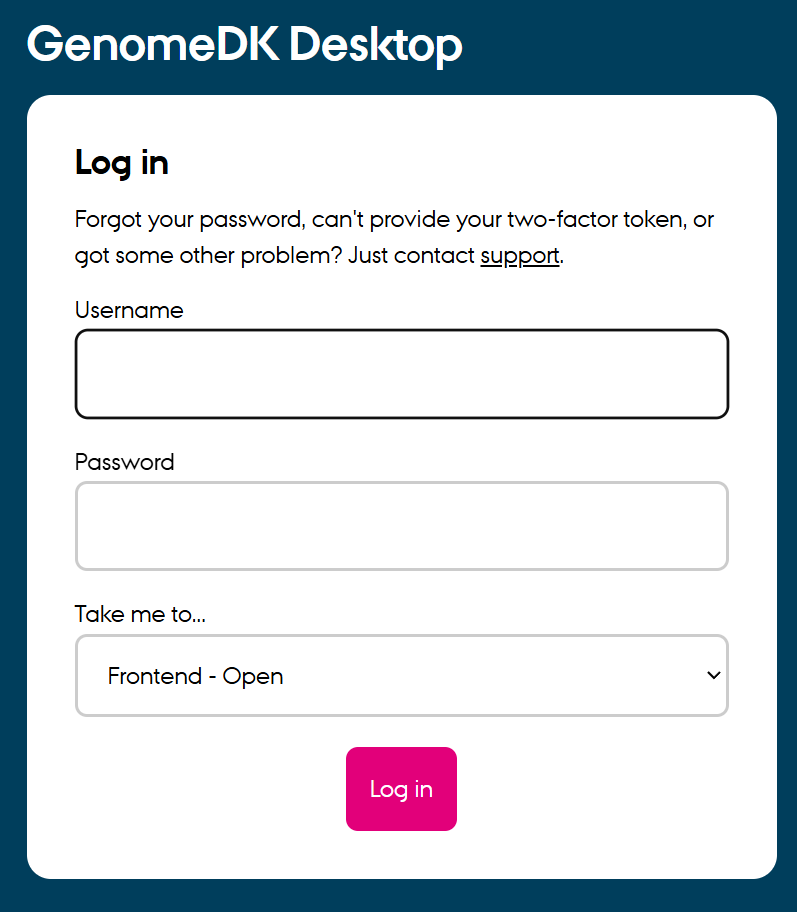 GenomeDK Desktop
Log in
Forgot your password, can't provide your two-factor token, or
got some other problem? Just contact support.
Username
Password
Take me to...
Frontend - Open
Log in